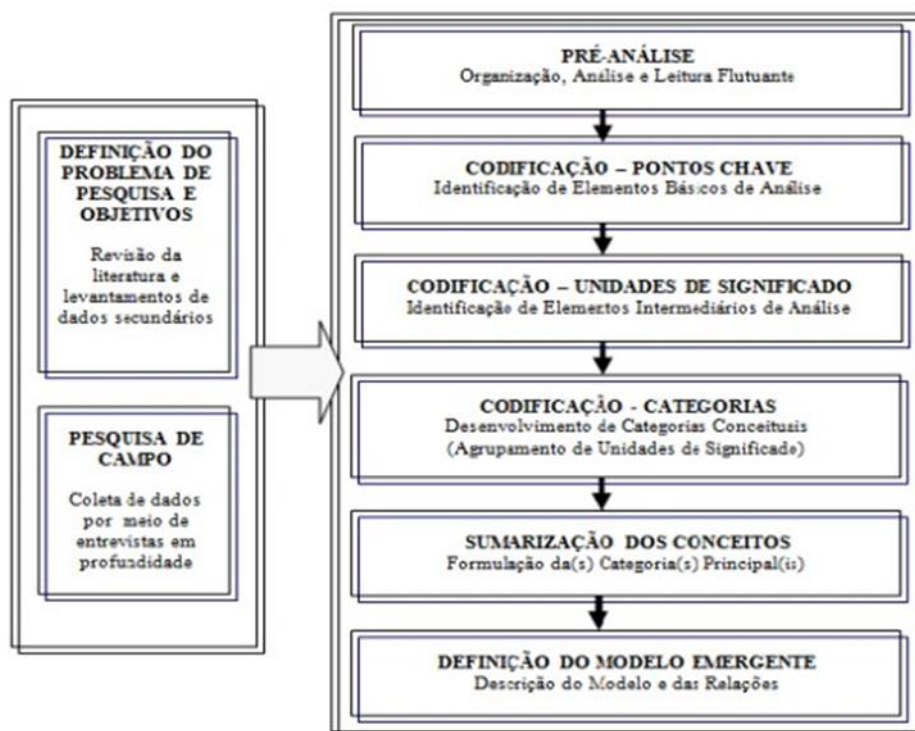 DEFINIÇÃO DO
PROBLEMA DE
PESQUISA E
OBJETIVOS
Revisão da
literatura e
levantamentos de
dados secundários
PESQUISA DE
CAMPO
Coleta de dados
por meio de
entrevistas em
profundidade
PRÉ-ANÁLISE
Organização, Análise e Leitura Flutuante
CODIFICAÇÃO – PONTOS CHAVE
Identificação de Elementos Básicos de Análise
CODIFICAÇÃO – UNIDADES DE SIGNIFICADO
Identificação de Elementos Intermediários de Análise
CODIFICAÇÃO - CATEGORIAS
Desenvolvimento de Categorias Conceituais
(Agrupamento de Unidades de Significado)
SUMARIZAÇÃO DOS CONCEITOS
Formulação da(s) Categoria(s) Principal(is)
DEFINIÇÃO DO MODELO EMERGENTE
Descrição do Modelo e das Relações